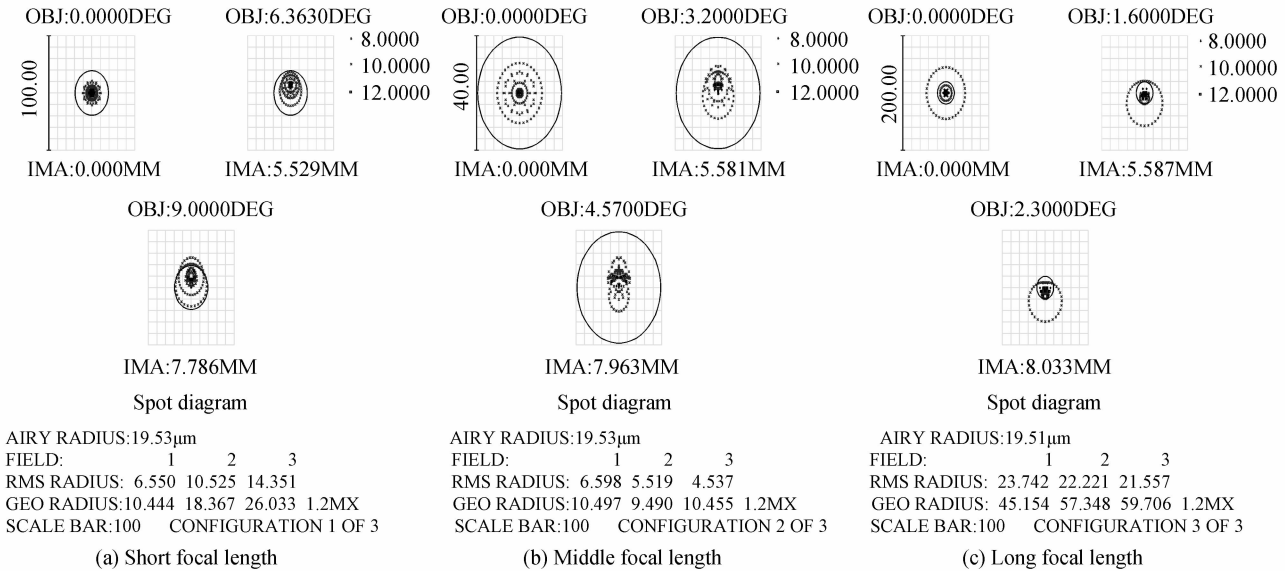 OBJ:0.0000DEG
OBJ:6.3630DEG
8.0000
10.0000
12.0000
100.00
IMA:0.000MM
IMA:5.529MM
OBJ:9.0000DEG
IMA:7.786MM
Spot diagram
AIRY RADIUS:19.53μm
FIELD: 1 2 3
RMS RADIUS: 6.550 10.525 14.351
GEO RADIUS:10.444 18.367 26.033 1.2MX
SCALE BAR:100 CONFIGURATION 1 OF 3
(a) Short focal length
OBJ:0.0000DEG
OBJ:3.2000DEG
8.0000
10.0000
12.0000
40.00
IMA:0.000MM
IMA:5.581MM
OBJ:4.5700DEG
IMA:7.963MM
Spot diagram
AIRY RADIUS:19.53μm
FIELD: 1 2 3
RMS RADIUS: 6.598 5.519 4.537
GEO RADIUS:10.497 9.490 10.455 1.2MX
SCALE BAR:100 CONFIGURATION 2 OF 3
(b) Middle focal length
OBJ:0.0000DEG
OBJ:1.6000DEG
8.0000
10.0000
12.0000
200.00
IMA:0.000MM
IMA:5.587MM
OBJ:2.3000DEG
IMA:8.033MM
Spot diagram
AIRY RADIUS:19.51μm
FIELD: 1 2 3
RMS RADIUS: 23.742 22.221 21.557
GEO RADIUS: 45.154 57.348 59.706 1.2MX
SCALE BAR:100 CONFIGURATION 3 OF 3
(c) Long focal length